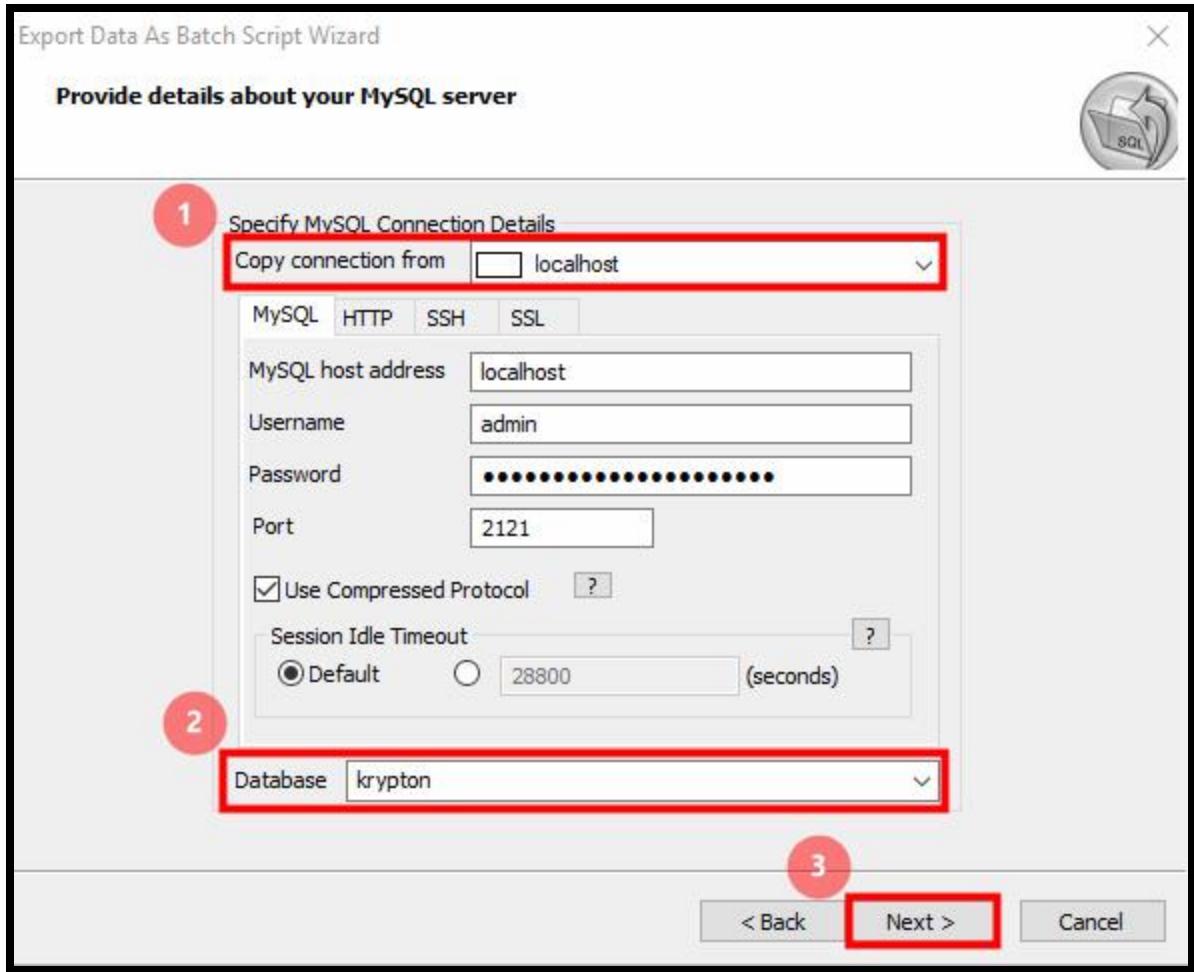 Export Data As Batch Script Wizard
Provide details about your MySQL server
SQL
1
Specify MySQL Connection Details
Copy connection from localhost
MySQL HTTP SSH SSL
MySQL host address localhost
Username admin
Password •••••••••••••••••••••
Port 2121
Use Compressed Protocol ?
Session Idle Timeout ?
Default 28800 (seconds)
2
Database krypton
3
< Back Next > Cancel